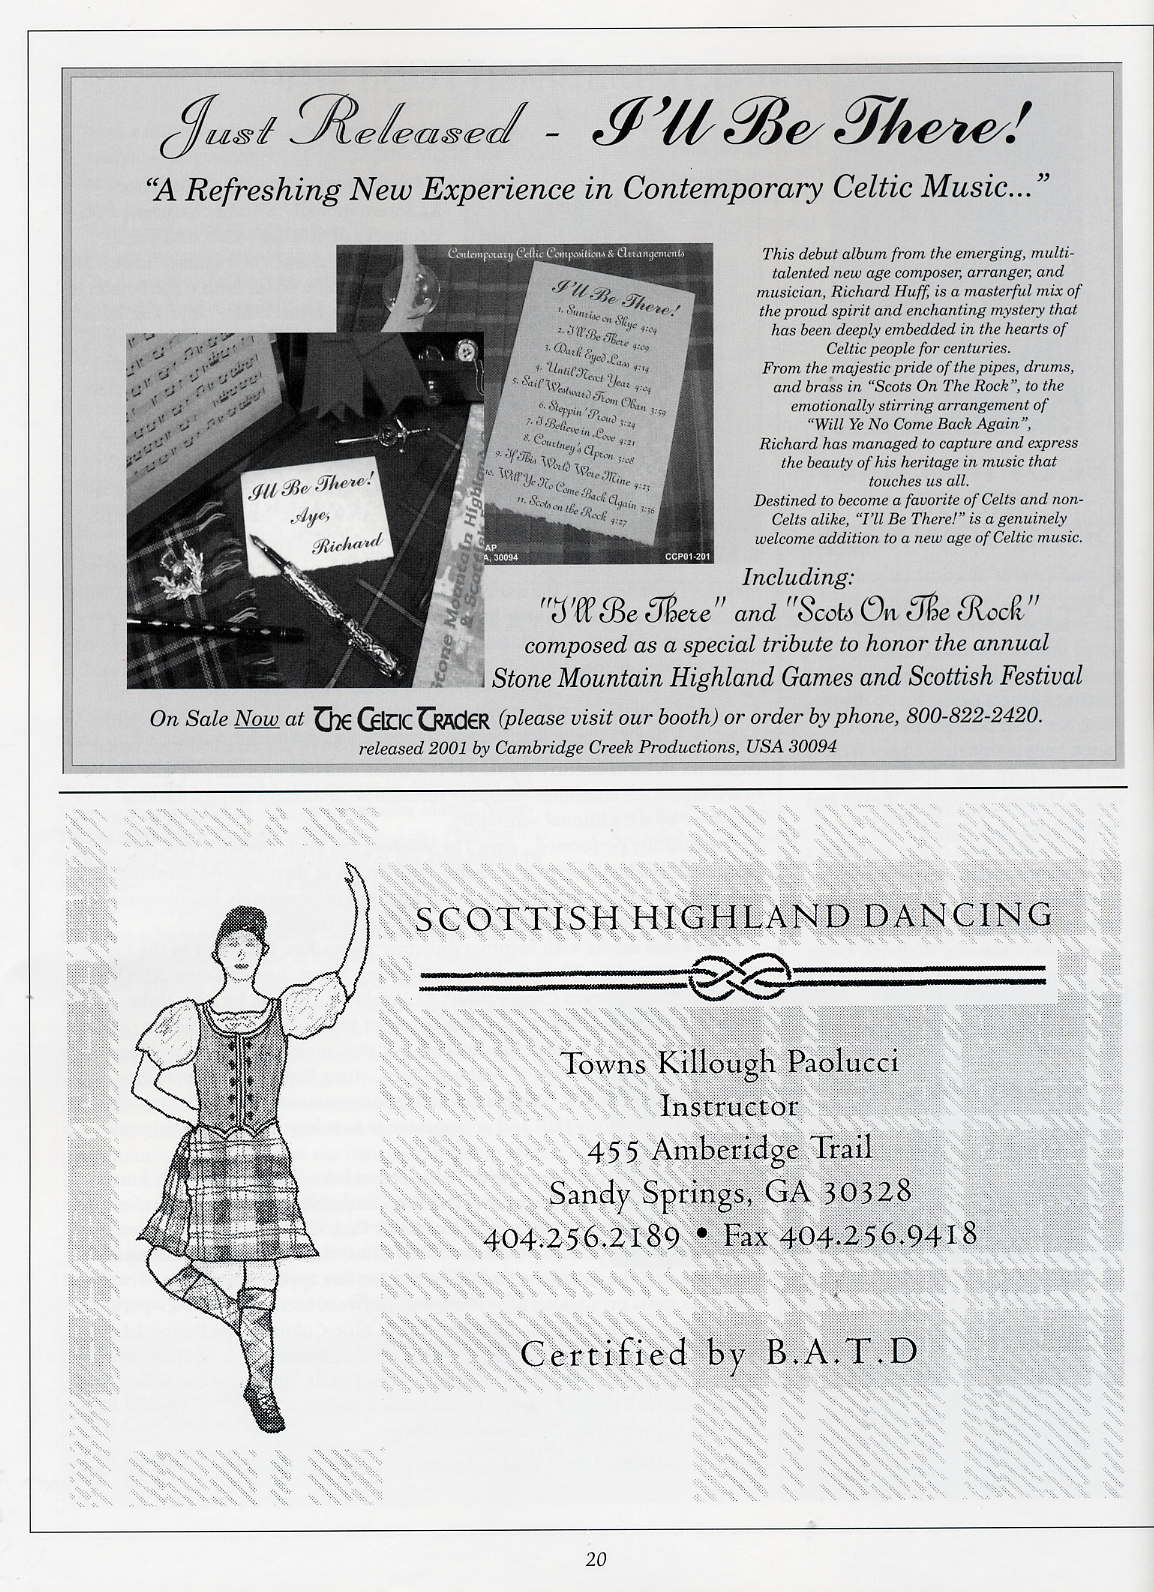 Just Released - I'll Be There!
“A Refreshing New Experience in Contemporary Celtic Music...”
Contemporary Celtic Compositions & Arrangements
I'll Be There!
1. Sunrise on Skye 4:04
2. I'll Be There 4:09
3. Dark Eyed Lass 4:14
4. Until Next Year 4:04
5. Sail Westward From Oban 3:59
6. Steppin' Proud 3:24
7. I Believe in Love 4:21
8. Courtney's Apron 3:08
9. If This World Were Mine 4:25
10. Will Ye No Come Back Again 3:36
11. Scots on the Rock 4:27
AP
A, 30094
CCP01-201
I'll Be There!
Aye,
Richard
Stone Mountain Highland
& Scottish
This debut album from the emerging, multi-
talented new age composer, arranger, and
musician, Richard Huff, is a masterful mix of
the proud spirit and enchanting mystery that
has been deeply embedded in the hearts of
Celtic people for centuries.
From the majestic pride of the pipes, drums,
and brass in “Scots On The Rock”, to the
emotionally stirring arrangement of
“Will Ye No Come Back Again”,
Richard has managed to capture and express
the beauty of his heritage in music that
touches us all.
Destined to become a favorite of Celts and non-
Celts alike, “I'll Be There!” is a genuinely
welcome addition to a new age of Celtic music.
Including:
"I'll Be There" and "Scots On The Rock"
composed as a special tribute to honor the annual
Stone Mountain Highland Games and Scottish Festival
On Sale Now at The Celtic Trader (please visit our booth) or order by phone, 800-822-2420.
released 2001 by Cambridge Creek Productions, USA 30094
SCOTTISH HIGHLAND DANCING
Towns Killough Paolucci
Instructor
455 Amberidge Trail
Sandy Springs, GA 30328
404.256.2189 • Fax 404.256.9418
Certified by B.A.T.D
20